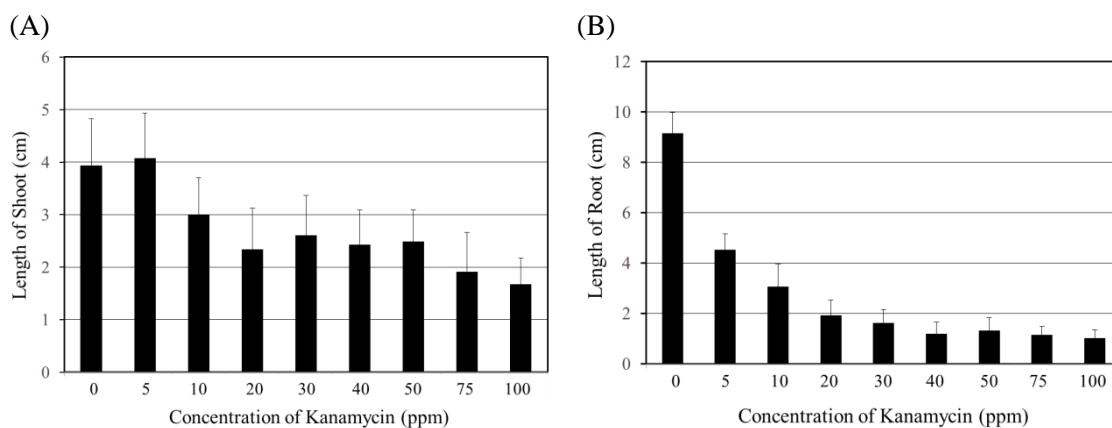 (A)
6
5
4
3
2
1
0
Length of Shoot (cm)
0 5 10 20 30 40 50 75 100
Concentration of Kanamycin (ppm)
(B)
12
10
8
6
4
2
0
Length of Root (cm)
0 5 10 20 30 40 50 75 100
Concentration of Kanamycin (ppm)